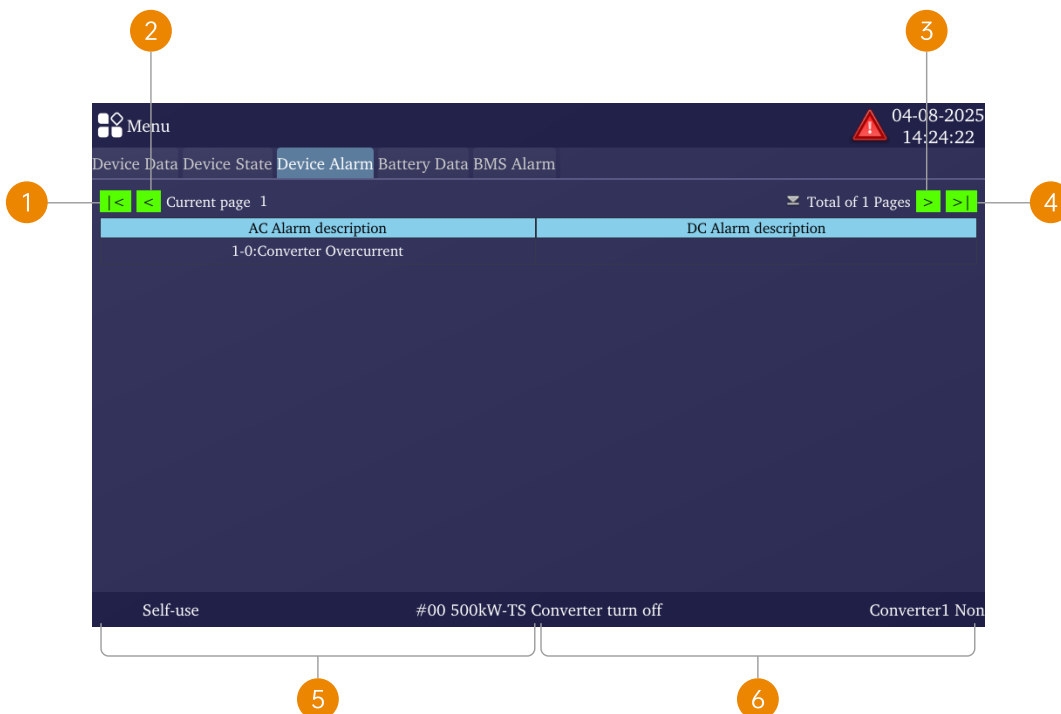 2
3
Menu
04-08-2025
14:24:22
Device Data Device State Device Alarm Battery Data BMS Alarm
1
|< < Current page 1
Total of 1 Pages > >|
4
AC Alarm description
DC Alarm description
1-0:Converter Overcurrent
Self-use
#00 500kW-TS Converter turn off
Converter1 Non
5
6